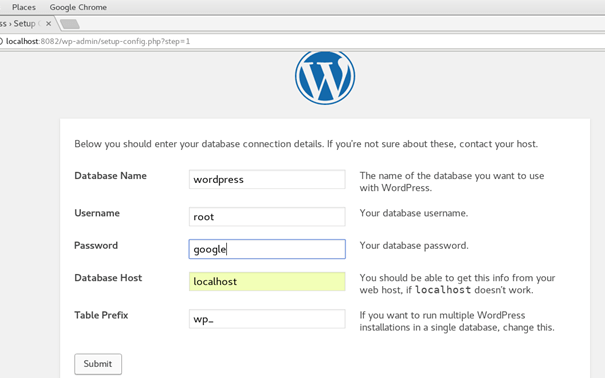 Places Google Chrome
ss › Setup
localhost:8082/wp-admin/setup-config.php?step=1
Below you should enter your database connection details. If you're not sure about these, contact your host.
Database Name wordpress The name of the database you want to use
with WordPress.
Username root Your database username.
Password google Your database password.
Database Host localhost You should be able to get this info from your
web host, if localhost doesn't work.
Table Prefix wp_ If you want to run multiple WordPress
installations in a single database, change this.
Submit